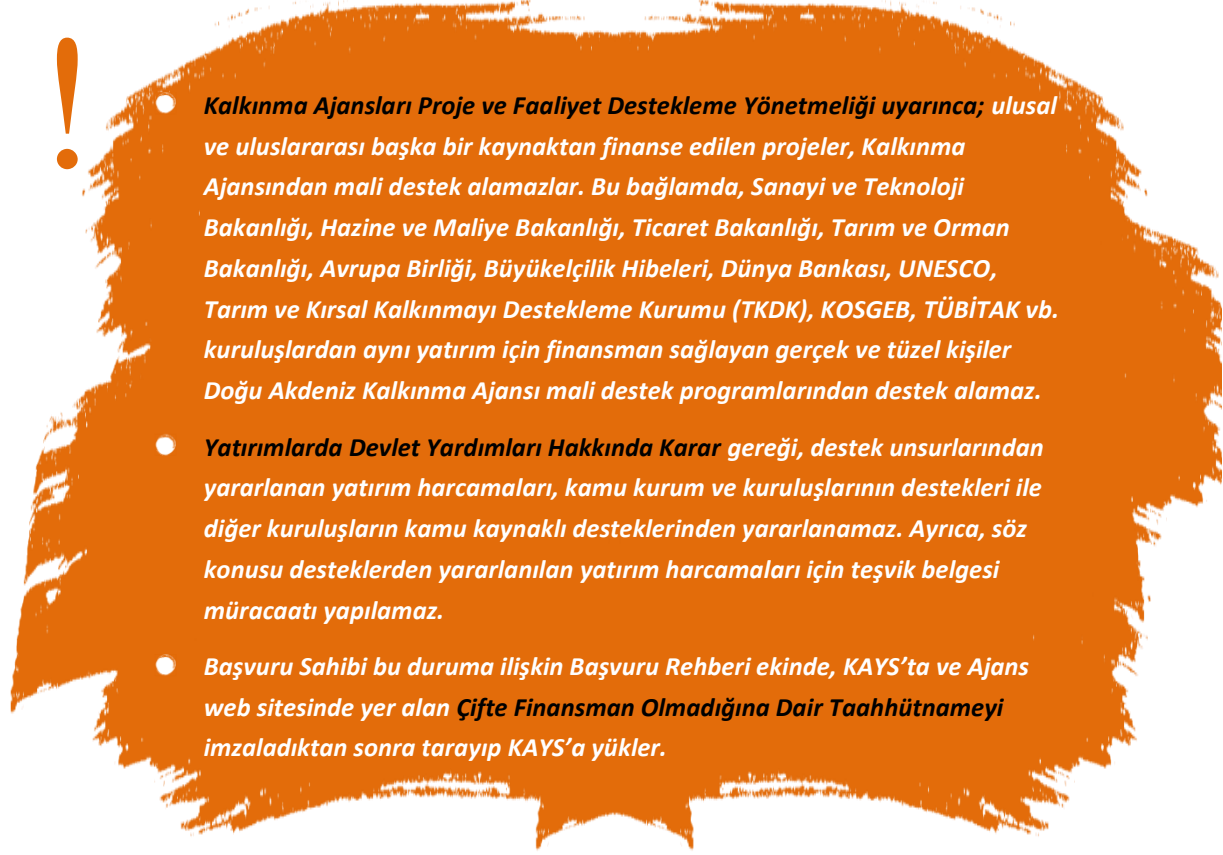 !
Kalkınma Ajansları Proje ve Faaliyet Destekleme Yönetmeliği uyarınca; ulusal
ve uluslararası başka bir kaynaktan finanse edilen projeler, Kalkınma
Ajansından mali destek alamazlar. Bu bağlamda, Sanayi ve Teknoloji
Bakanlığı, Hazine ve Maliye Bakanlığı, Ticaret Bakanlığı, Tarım ve Orman
Bakanlığı, Avrupa Birliği, Büyükelçilik Hibeleri, Dünya Bankası, UNESCO,
Tarım ve Kırsal Kalkınmayı Destekleme Kurumu (TKDK), KOSGEB, TÜBİTAK vb.
kuruluşlardan aynı yatırım için finansman sağlayan gerçek ve tüzel kişiler
Doğu Akdeniz Kalkınma Ajansı mali destek programlarından destek alamaz.
Yatırımlarda Devlet Yardımları Hakkında Karar gereği, destek unsurlarından
yararlanan yatırım harcamaları, kamu kurum ve kuruluşlarının destekleri ile
diğer kuruluşların kamu kaynaklı desteklerinden yararlanamaz. Ayrıca, söz
konusu desteklerden yararlanılan yatırım harcamaları için teşvik belgesi
müracaatı yapılamaz.
Başvuru Sahibi bu duruma ilişkin Başvuru Rehberi ekinde, KAYS’ta ve Ajans
web sitesinde yer alan Çifte Finansman Olmadığına Dair Taahhütnameyi
imzaladıktan sonra tarayıp KAYS’a yükler.